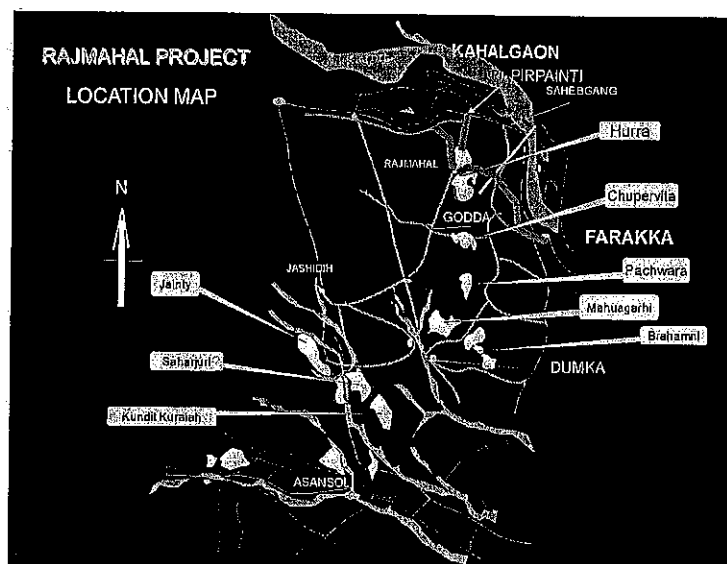 RAJMAHAL PROJECT
LOCATION MAP
KAHALGAON
PIRPAINTI
SAHEBGANG
Hurra
RAJMAHAL
Chupervita
GODDA
FARAKKA
N
JASHIDIH
Pachwara
Jainty
Mahuagarhi
Brahamni
Saharjuri
DUMKA
Kundit Kuraiah
ASANSOL